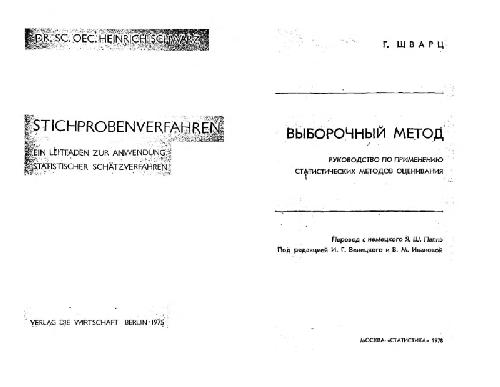 DR. SC. OEC. HEINRICH SCHWARZ
STICHPROBENVERFAHREN
EIN LEITFADEN ZUR ANWENDUNG
STATISTISCHER SCHÄTZVERFAHREN
VERLAG DIE WIRTSCHAFT BERLIN · 1975
Г. ШВАРЦ
ВЫБОРОЧНЫЙ МЕТОД
РУКОВОДСТВО ПО ПРИМЕНЕНИЮ
СТАТИСТИЧЕСКИХ МЕТОДОВ ОЦЕНИВАНИЯ
Перевод с немецкого Я. Ш.
Под редакцией И. Г. Венецкого и В. М. Ивановой
МОСКВА «СТАТИСТИКА» 1978